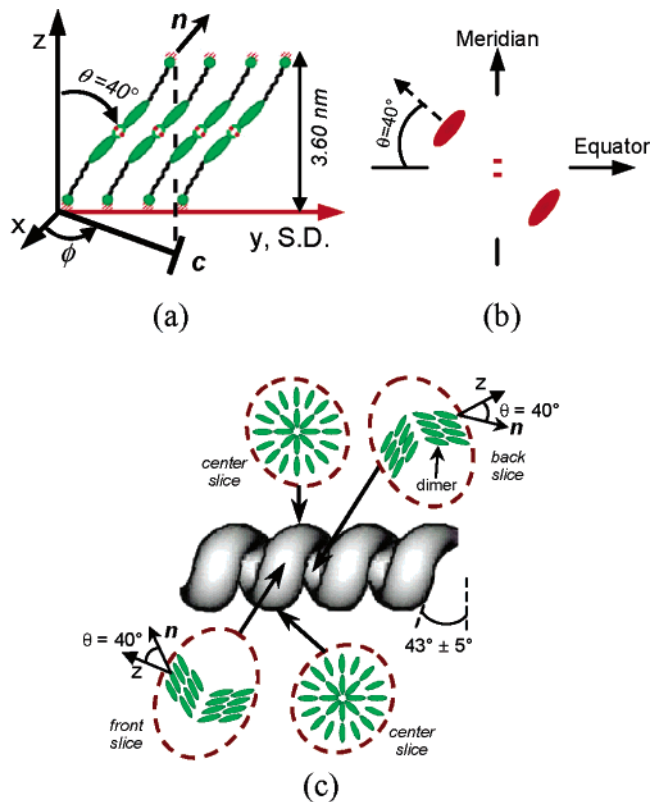 z
n
θ=40°
3.60 nm
x
ϕ
c
y, S.D.
(a)
Meridian
θ=40°
Equator
(b)
center
slice
z
θ = 40°
n
dimer
back
slice
43° ± 5°
θ = 40°
n
z
front
slice
center
slice
(c)